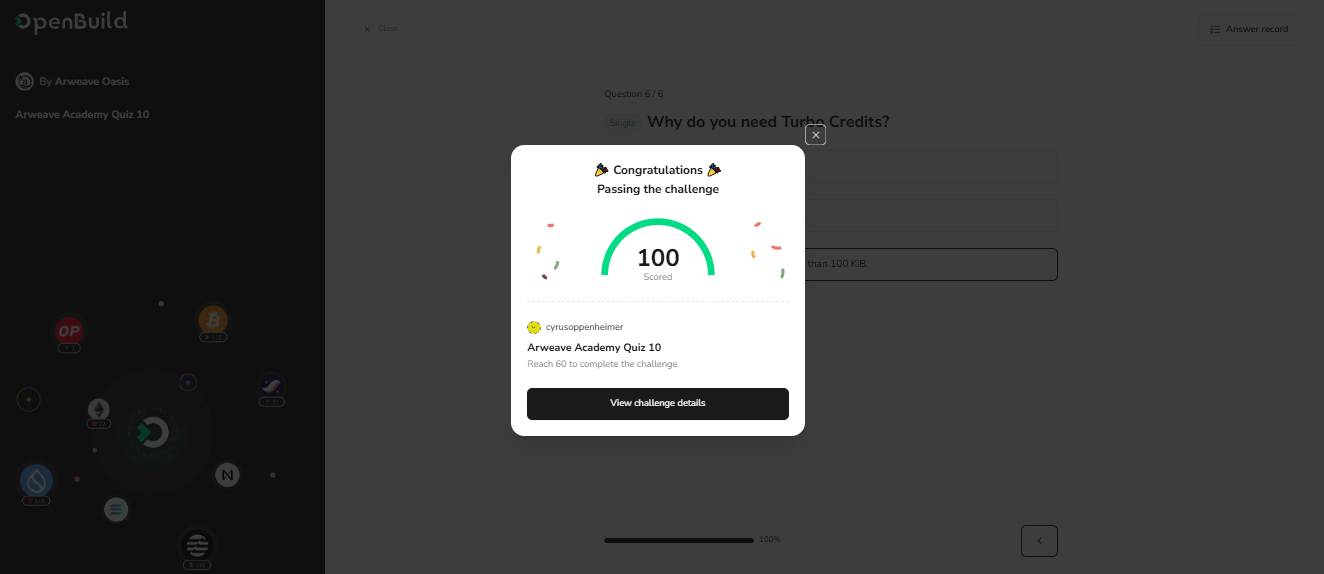 OpenBuild
By Arweave Oasis
Arweave Academy Quiz 10
Close
Answer record
Question 6 / 6
Single Why do you need Turbo Credits?
than 100 KiB.
Congratulations
Passing the challenge
100
Scored
cyrusoppenheimer
Arweave Academy Quiz 10
Reach 60 to complete the challenge
View challenge details
100%
OP